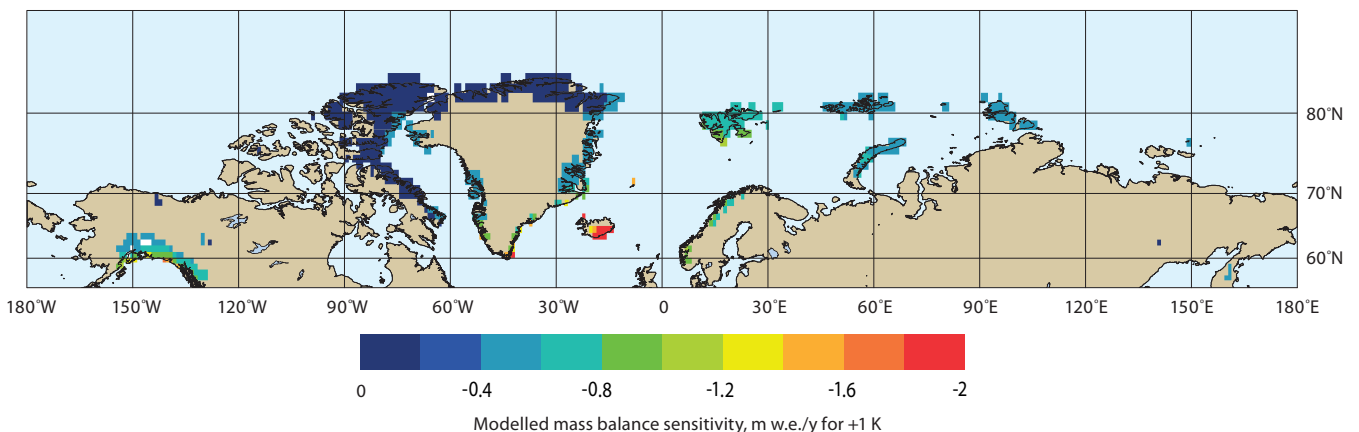 80°N
70°N
60°N
180°W 150°W 120°W 90°W 60°W 30°W 0 30°E 60°E 90°E 120°E 150°E 180°E
0 -0.4 -0.8 -1.2 -1.6 -2
Modelled mass balance sensitivity, m w.e./y for +1 K